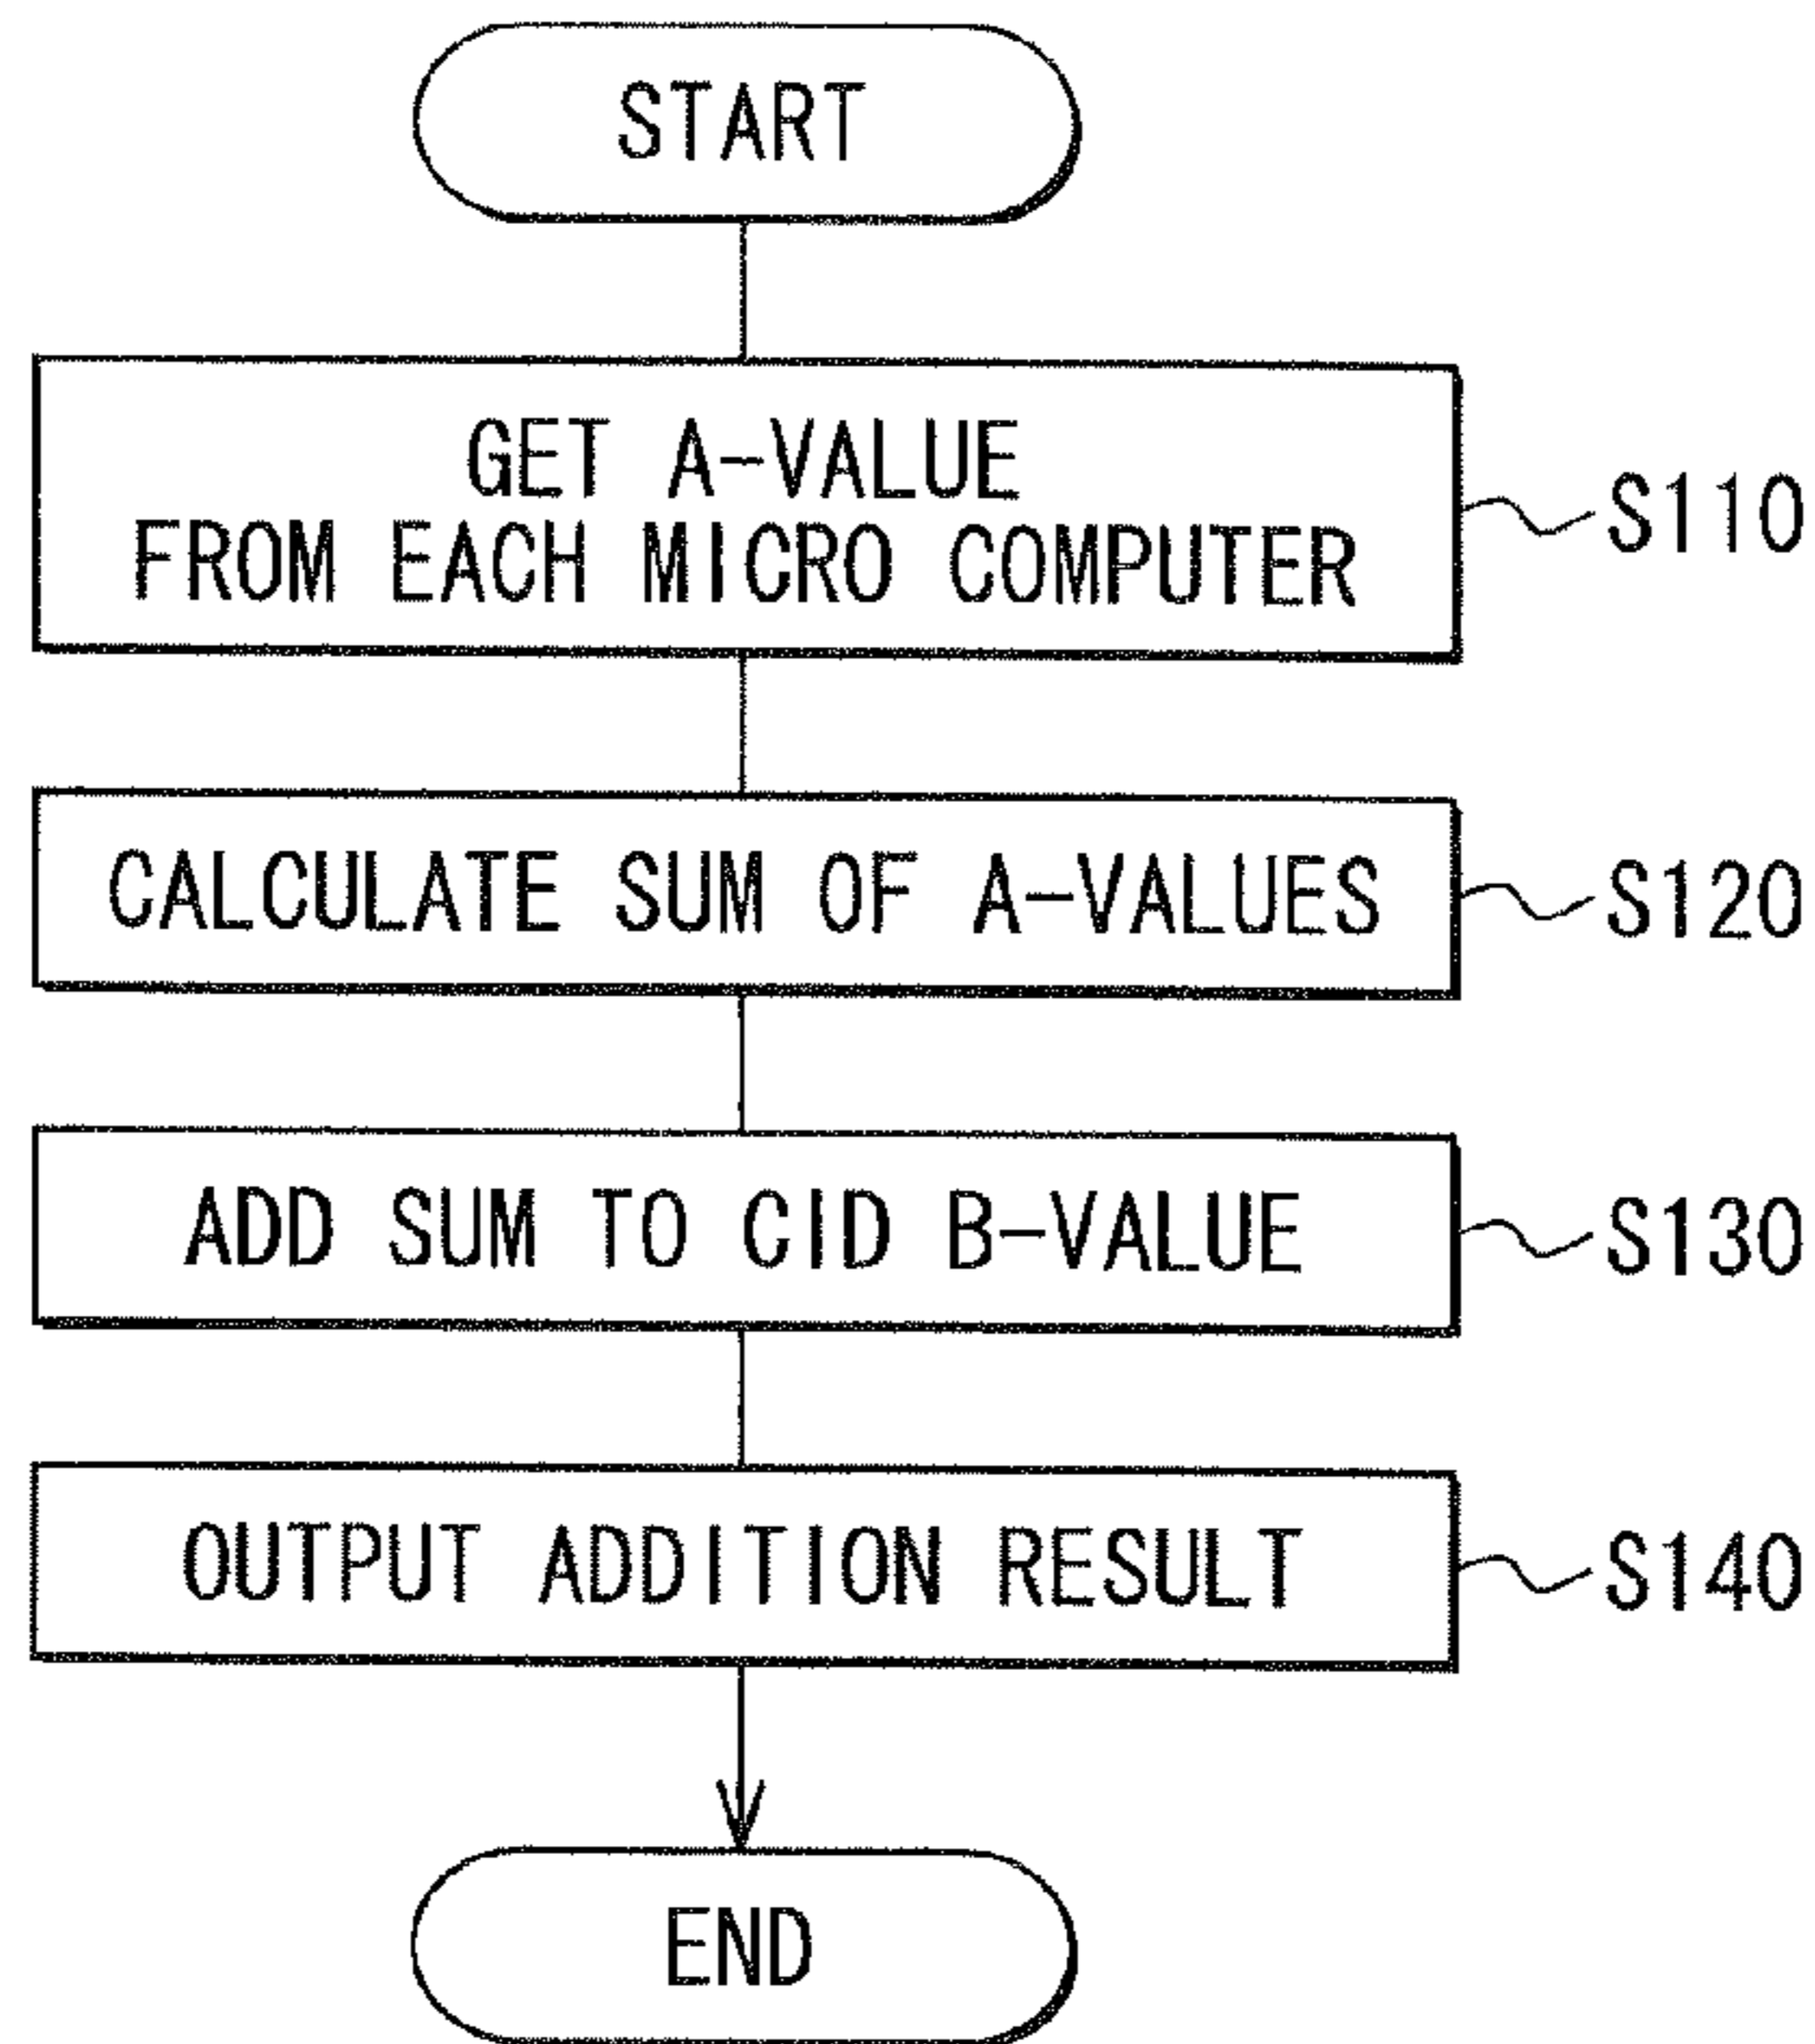 START
GET A-VALUE
FROM EACH MICRO COMPUTER
S110
CALCULATE SUM OF A-VALUES
S120
ADD SUM TO CID B-VALUE
S130
OUTPUT ADDITION RESULT
S140
END